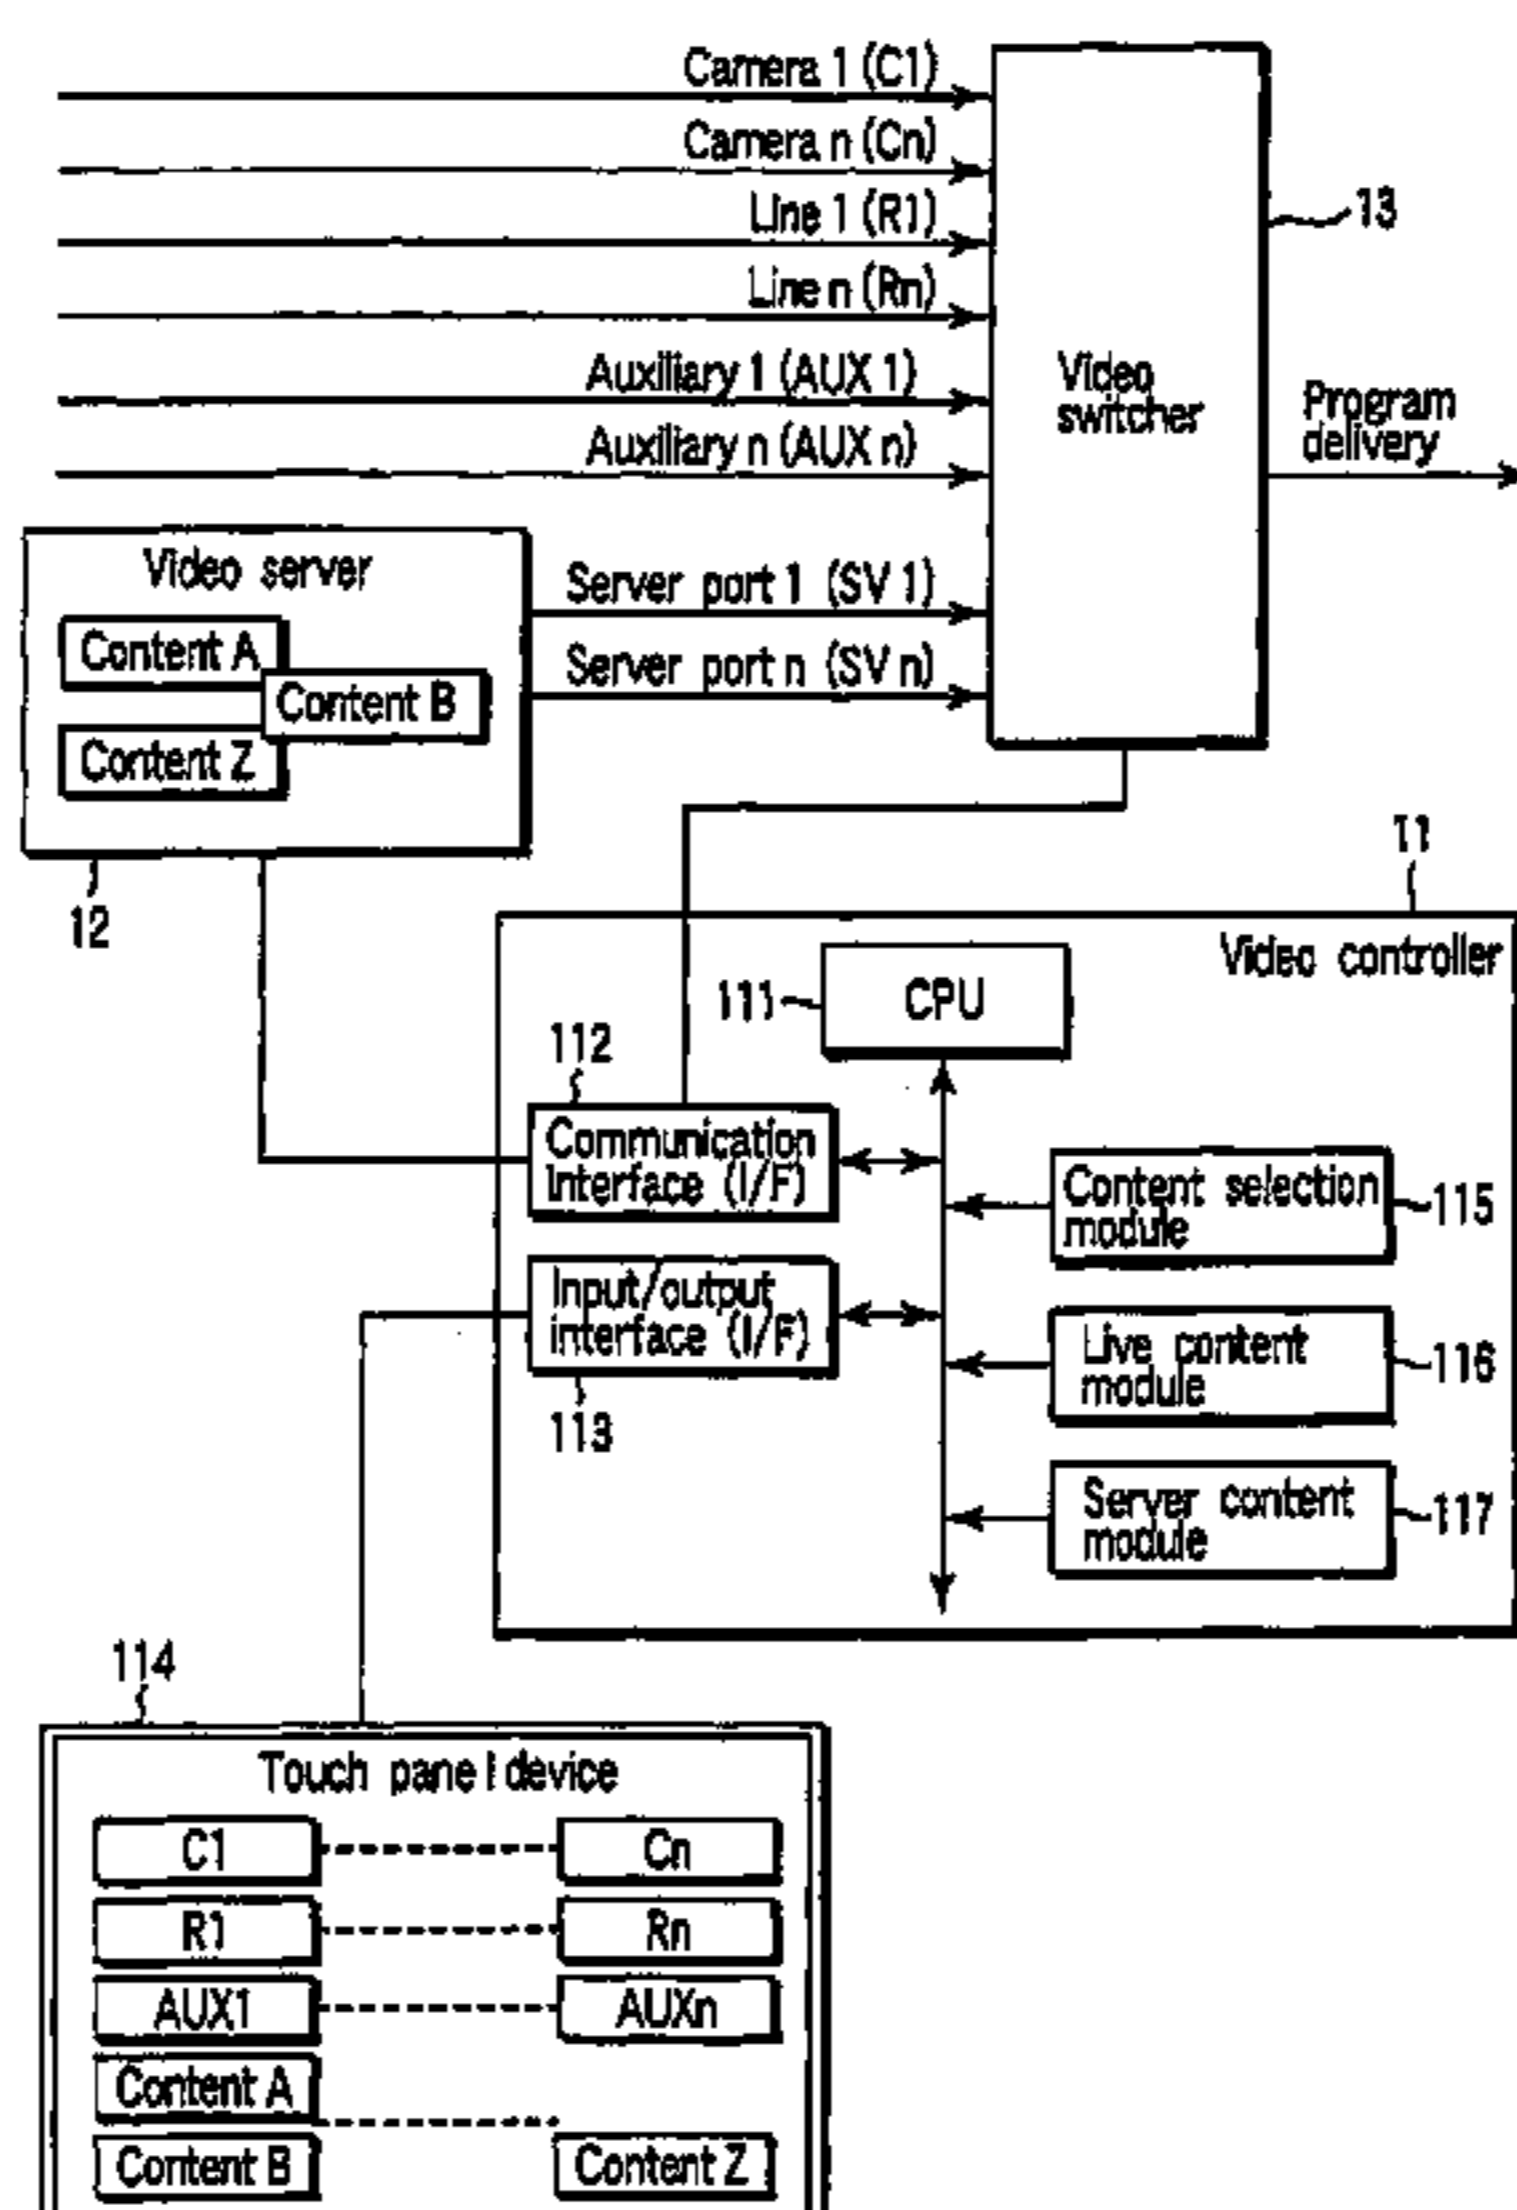 Camera 1 (C1)
Camera n (Cn)
Line 1 (R1)
13
Line n (Rn)
Auxiliary 1 (AUX 1)
Video
switcher
Program
delivery
Auxiliary n (AUX n)
Video server
Server port 1 (SV 1)
Content A
Server port n (SV n)
Content B
Content Z
11
12
Video controller
CPU
111
112
Communication
Interface (I/F)
Content selection
module
115
Input/output
interface (I/F)
Live content
module
116
113
Server content
module
117
114
Touch panel device
C1
Cn
R1
Rn
AUX1
AUXn
Content A
Content B
Content Z